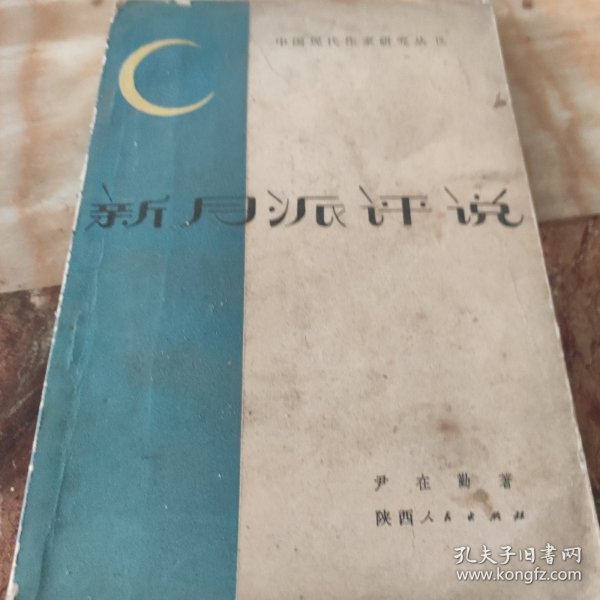 中国现代作家研究丛书
新月派评说
尹在勤 著
陕西人民出版社
孔夫子旧书网
www.kongfz.com